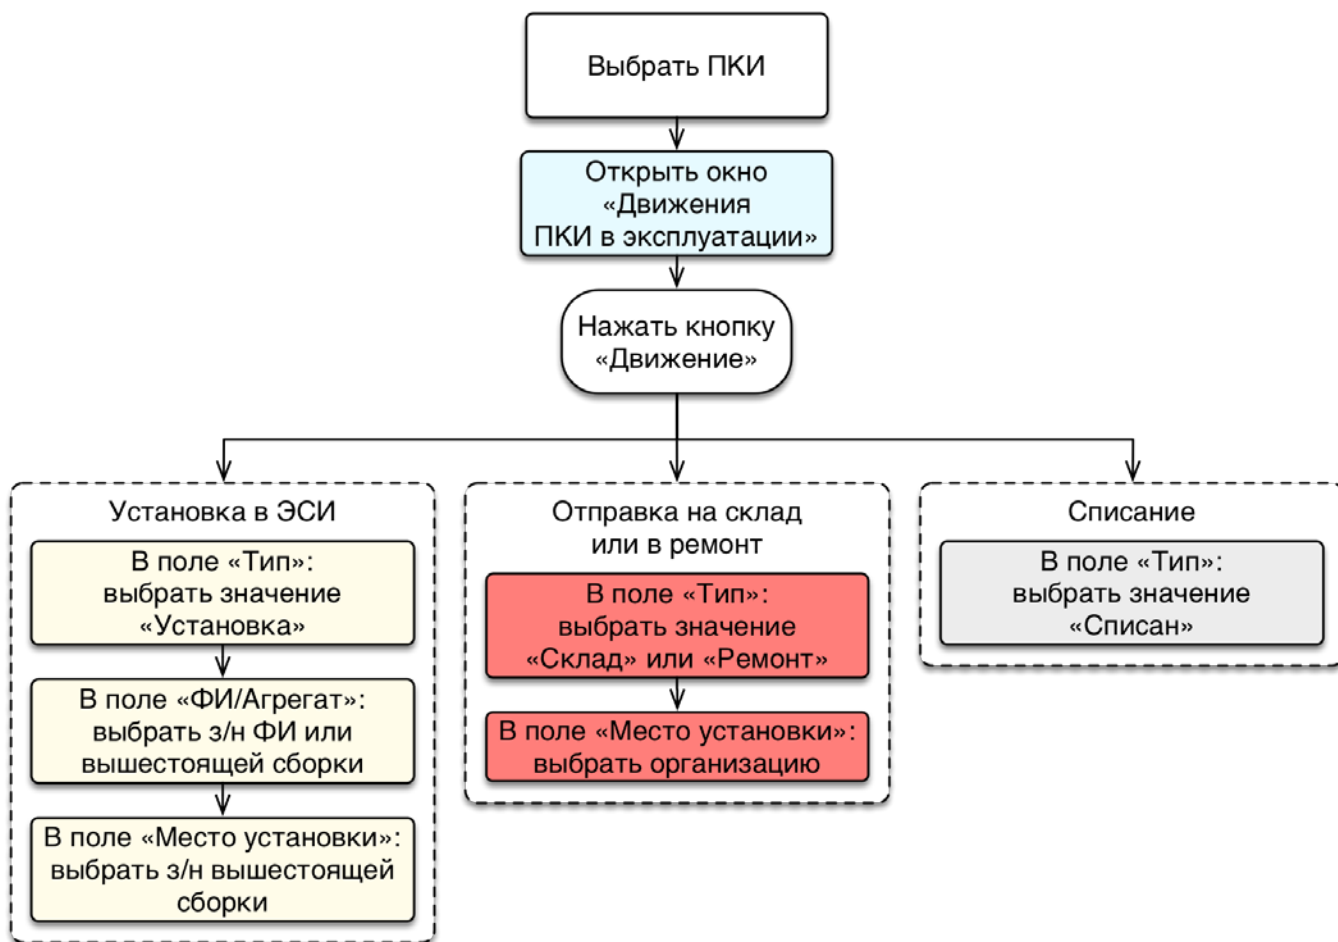 Выбрать ПКИ
Открыть окно
«Движения
ПКИ в эксплуатации»
Нажать кнопку
«Движение»
Установка в ЭСИ
В поле «Тип»:
выбрать значение
«Установка»
В поле «ФИ/Агрегат»:
выбрать з/н ФИ или
вышестоящей сборки
В поле «Место установки»:
выбрать з/н вышестоящей
сборки
Отправка на склад
или в ремонт
В поле «Тип»:
выбрать значение
«Склад» или «Ремонт»
В поле «Место установки»:
выбрать организацию
Списание
В поле «Тип»:
выбрать значение
«Списан»